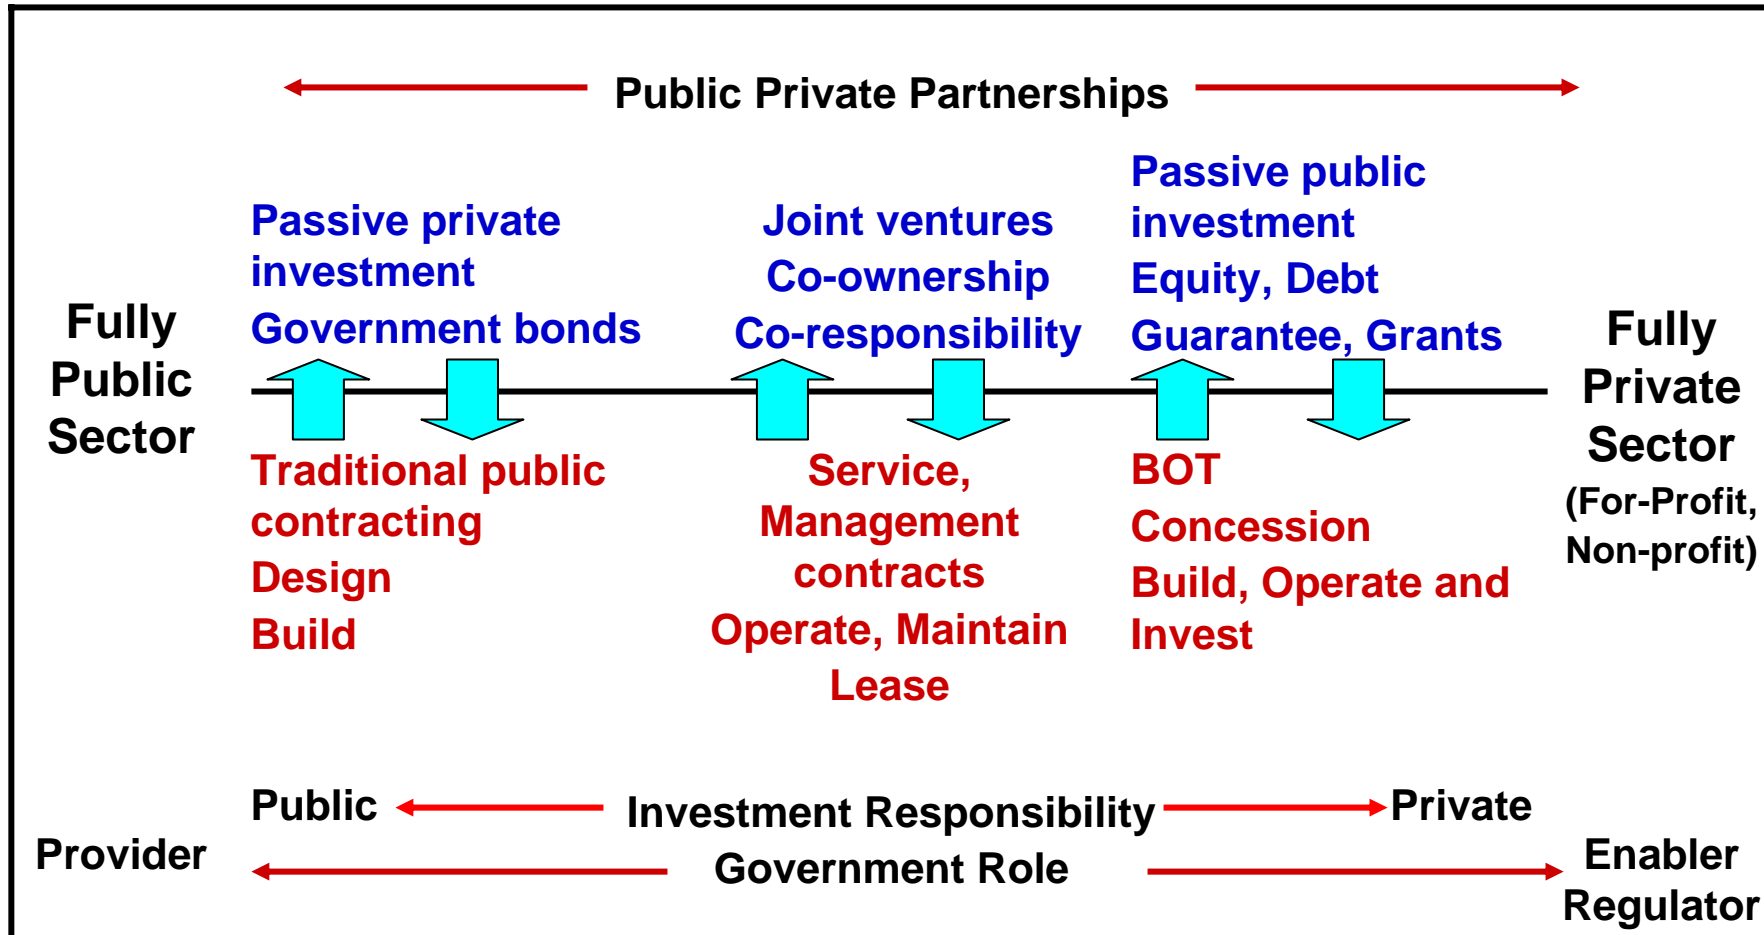 Public Private Partnerships
Fully
Public
Sector
Passive private
investment
Government bonds
Joint ventures
Co-ownership
Co-responsibility
Passive public
investment
Equity, Debt
Guarantee, Grants
Fully
Private
Sector
(For-Profit,
Non-profit)
Traditional public
contracting
Design
Build
Service,
Management
contracts
Operate, Maintain
Lease
BOT
Concession
Build, Operate and
Invest
Public
Investment Responsibility
Private
Provider
Government Role
Enabler
Regulator